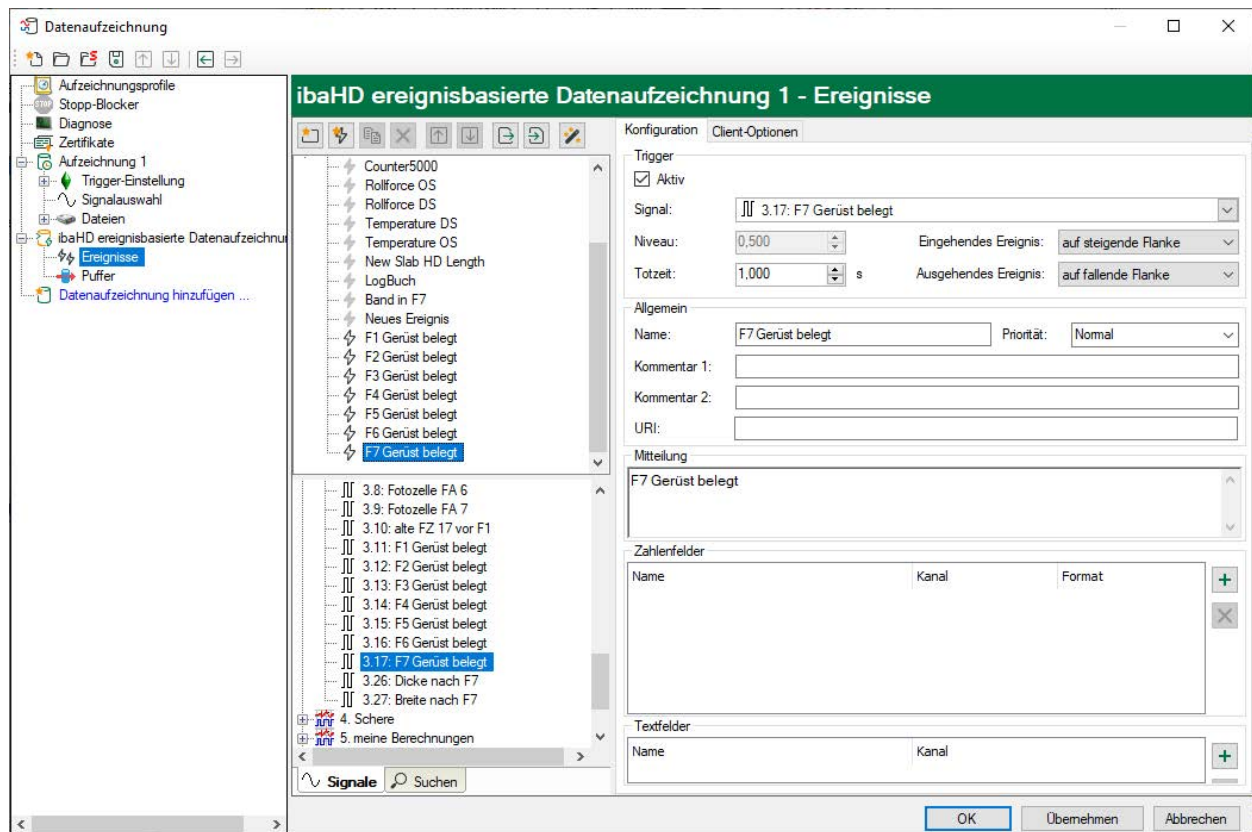 Datenaufzeichnung
Aufzeichnungsprofile
STOP
Stopp-Blocker
Diagnose
Zertifikate
Aufzeichnung 1
Trigger-Einstellung
Signalauswahl
Dateien
ibaHD ereignisbasierte Datenaufzeichnu
Ereignisse
Puffer
Datenaufzeichnung hinzufügen ...
ibaHD ereignisbasierte Datenaufzeichnung 1 - Ereignisse
Counter5000
Rollforce OS
Rollforce DS
Temperature DS
Temperature OS
New Slab HD Length
LogBuch
Band in F7
Neues Ereignis
F1 Gerüst belegt
F2 Gerüst belegt
F3 Gerüst belegt
F4 Gerüst belegt
F5 Gerüst belegt
F6 Gerüst belegt
F7 Gerüst belegt
3.8: Fotozelle FA 6
3.9: Fotozelle FA 7
3.10: alte FZ 17 vor F1
3.11: F1 Gerüst belegt
3.12: F2 Gerüst belegt
3.13: F3 Gerüst belegt
3.14: F4 Gerüst belegt
3.15: F5 Gerüst belegt
3.16: F6 Gerüst belegt
3.17: F7 Gerüst belegt
3.26: Dicke nach F7
3.27: Breite nach F7
4. Schere
5. meine Berechnungen
Signale Suchen
Konfiguration Client-Optionen
Trigger
Aktiv
Signal: 3.17: F7 Gerüst belegt
Niveau: 0,500 Eingehendes Ereignis: auf steigende Flanke
Totzeit: 1,000 s Ausgehendes Ereignis: auf fallende Flanke
Allgemein
Name: F7 Gerüst belegt Priorität: Normal
Kommentar 1:
Kommentar 2:
URI:
Mitteilung
F7 Gerüst belegt
Zahlenfelder
Name Kanal Format
Textfelder
Name Kanal
OK Übernehmen Abbrechen